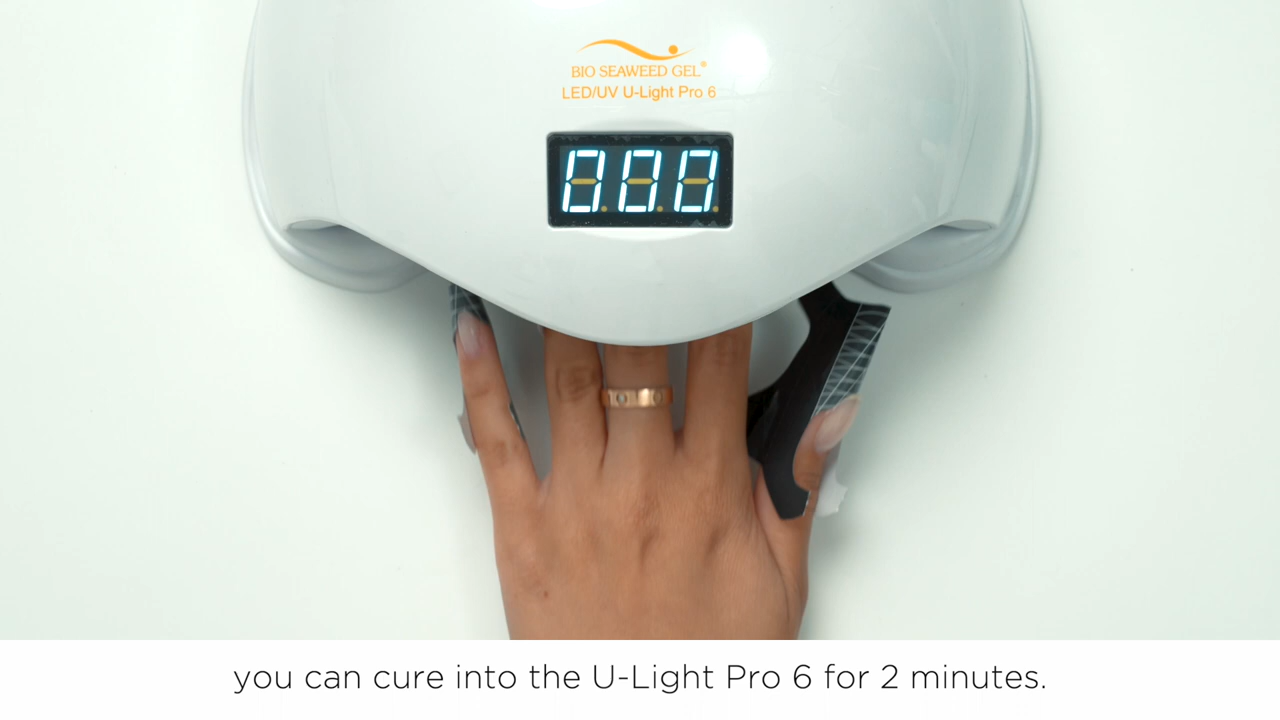 BIO SEAWEED GEL®
LED/UV U-Light Pro 6
000
you can cure into the U-Light Pro 6 for 2 minutes.